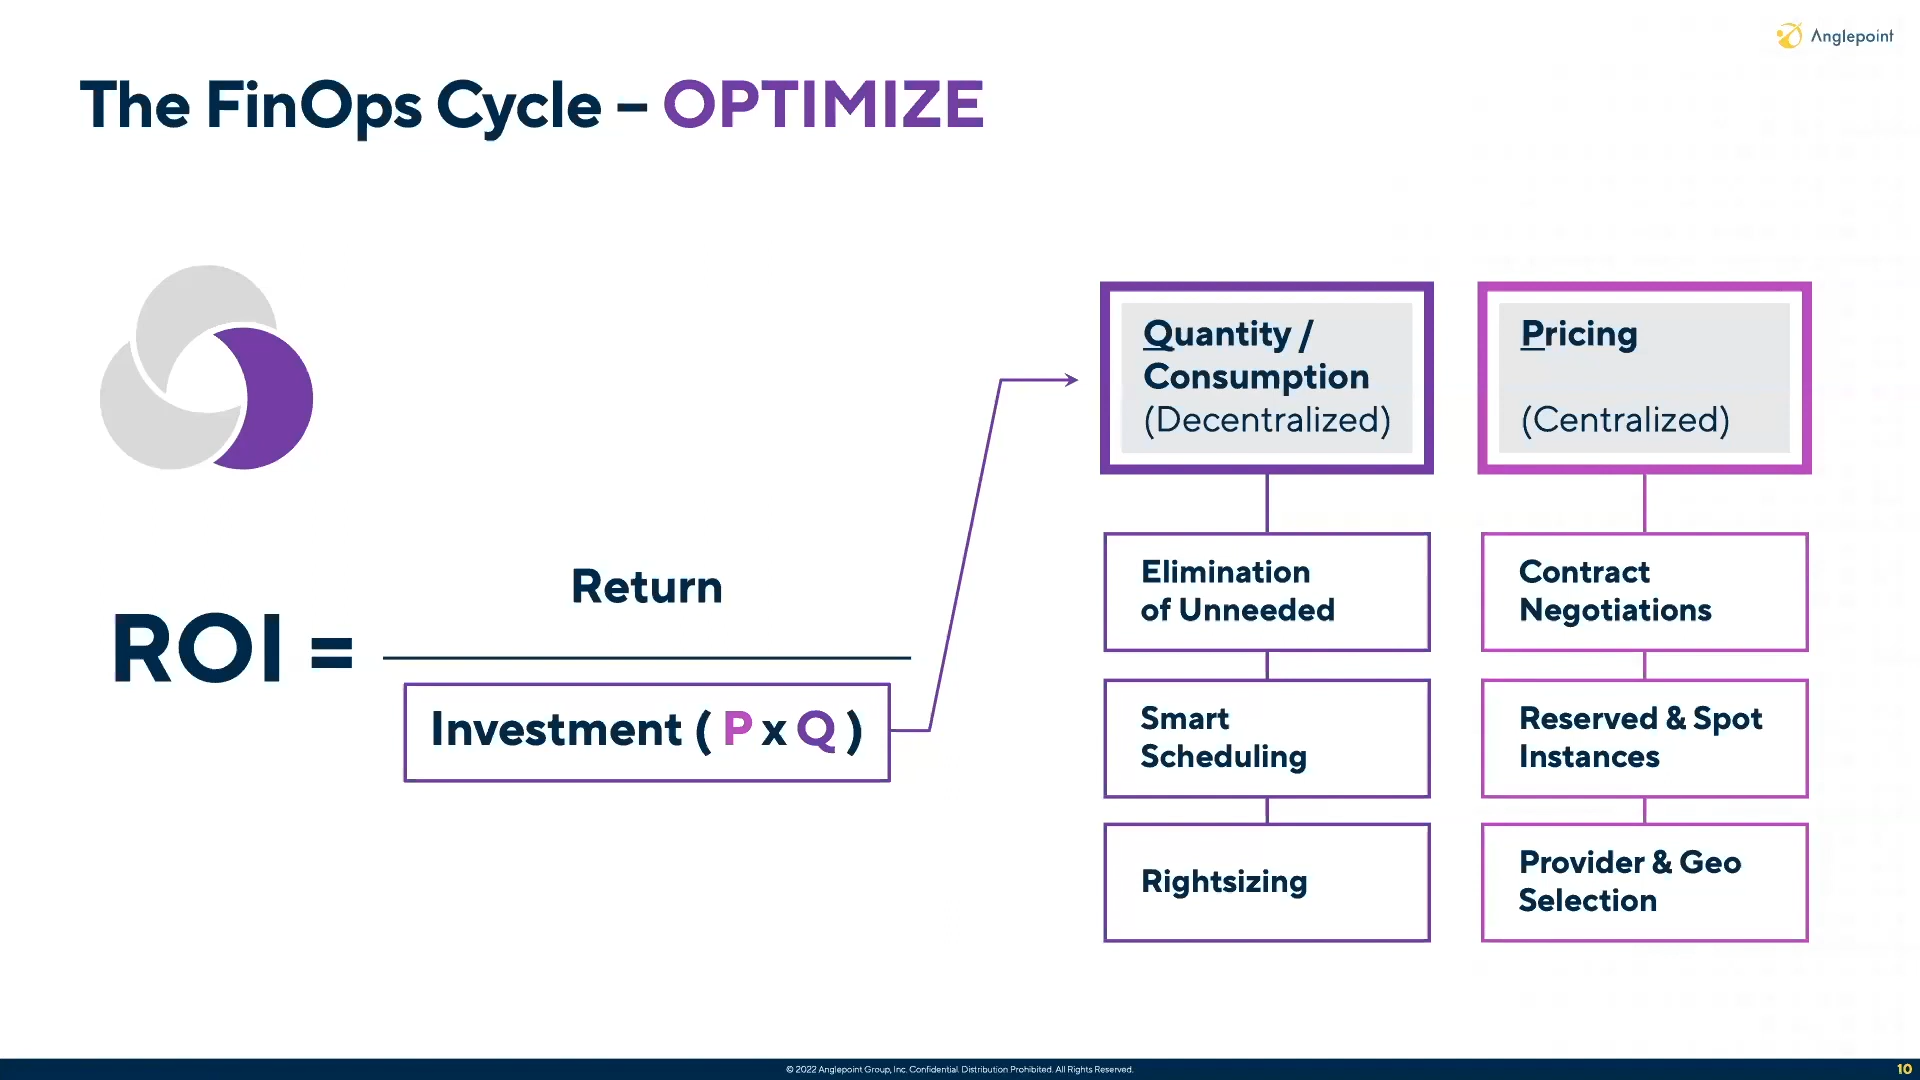 Anglepoint
The FinOps Cycle – OPTIMIZE
ROI =
Return
Investment ( P x Q )
Quantity /
Consumption
(Decentralized)
Elimination
of Unneeded
Smart
Scheduling
Rightsizing
Pricing
(Centralized)
Contract
Negotiations
Reserved & Spot
Instances
Provider & Geo
Selection
© 2022 Anglepoint Group, Inc. Confidential. Distribution Prohibited. All Rights Reserved.
10